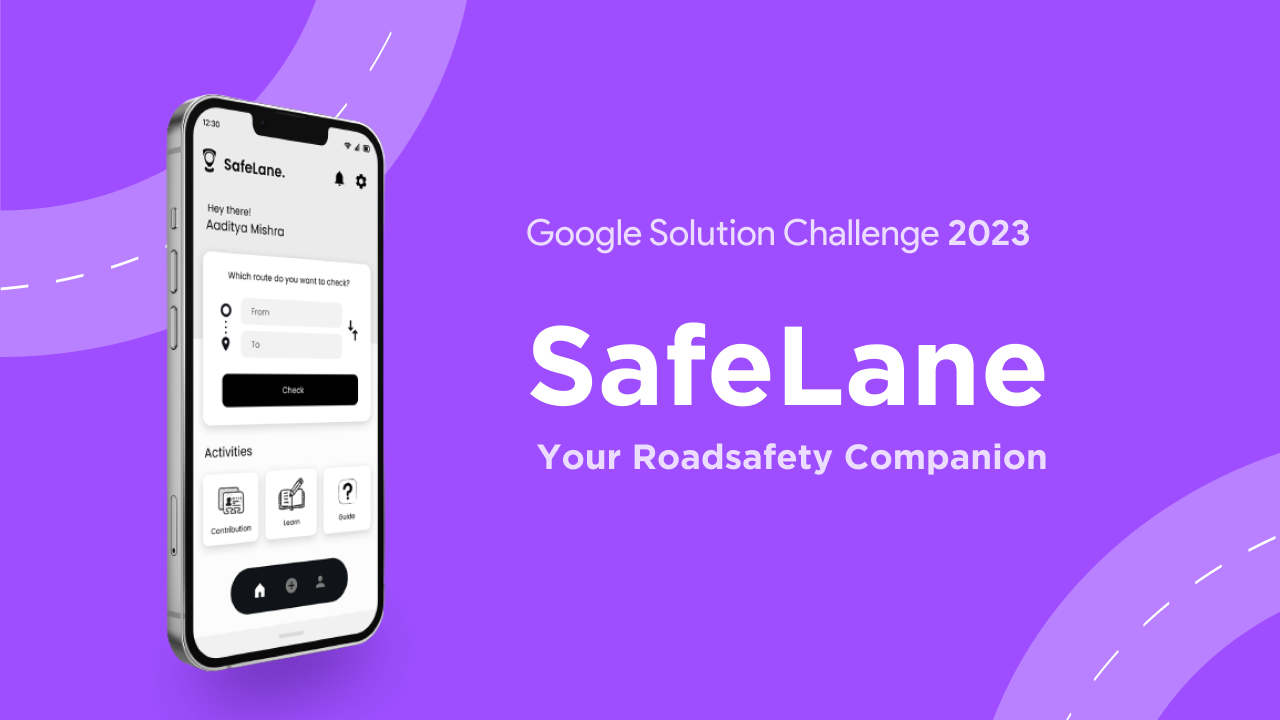 12:30
SafeLane.
Hey there!
Aaditya Mishra
Which route do you want to check?
From
To
Check
Activities
Contribution
Learn
Guide
Google Solution Challenge 2023
SafeLane
Your Roadsafety Companion